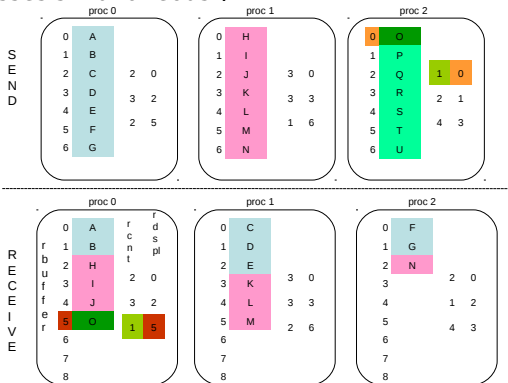 proc 0 proc 1 proc 2
SEND
0 A 0 H 0 O
1 B 1 I 1 P
2 C 2 0 2 J 3 0 2 Q 1 0
3 D 3 2 3 K 3 3 3 R 2 1
4 E 2 5 4 L 1 6 4 S 4 3
5 F 5 M 5 T
6 G 6 N 6 U
proc 0 proc 1 proc 2
RECEIVE
rbuffer
rcnt rdspl
0 A 0 C 0 F
1 B 1 D 1 G
2 H 2 0 2 E 2 N
3 I 3 K 3 0 3 2 0
4 J 3 2 4 L 3 3 4 1 2
5 O 1 5 5 M 2 6 5 4 3
6 6 6
7 7 7
8 8 8